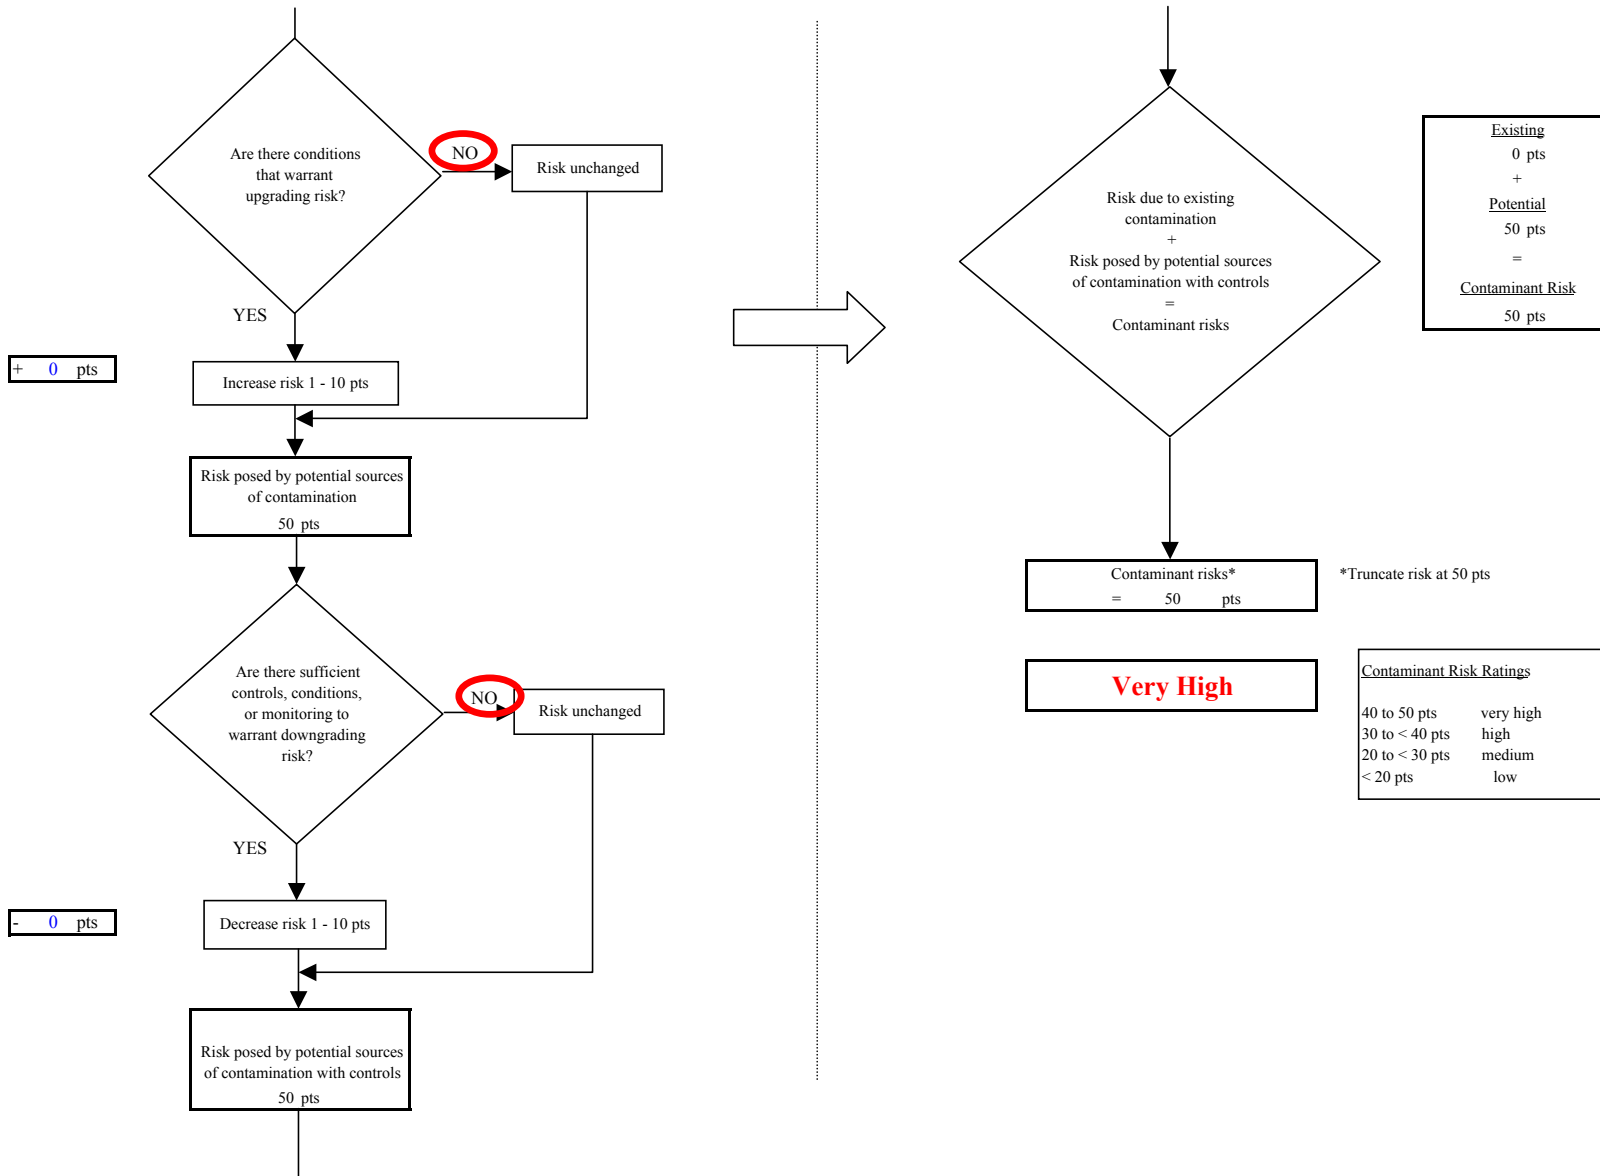 Are there conditions
that warrant
upgrading risk?
NO
Risk unchanged
YES
+ 0 pts
Increase risk 1 - 10 pts
Risk posed by potential sources
of contamination
50 pts
Are there sufficient
controls, conditions,
or monitoring to
warrant downgrading
risk?
NO
Risk unchanged
YES
- 0 pts
Decrease risk 1 - 10 pts
Risk posed by potential sources
of contamination with controls
50 pts
Risk due to existing
contamination
+
Risk posed by potential sources
of contamination with controls
=
Contaminant risks
Existing
0 pts
+
Potential
50 pts
=
Contaminant Risk
50 pts
Contaminant risks*
= 50 pts
*Truncate risk at 50 pts
Very High
Contaminant Risk Ratings
40 to 50 pts very high
30 to < 40 pts high
20 to < 30 pts medium
< 20 pts low